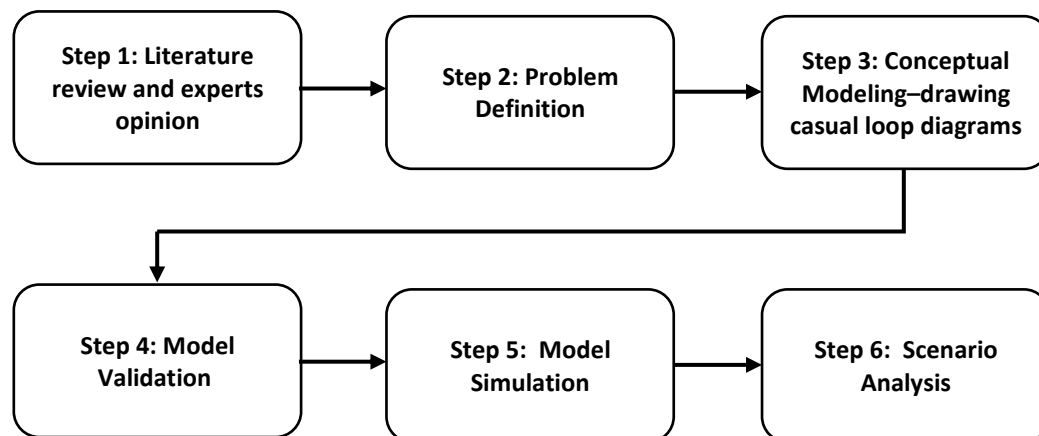 Step 1: Literature
review and experts
opinion
Step 2: Problem
Definition
Step 3: Conceptual
Modeling–drawing
casual loop diagrams
Step 4: Model
Validation
Step 5:  Model
Simulation
Step 6:  Scenario
Analysis